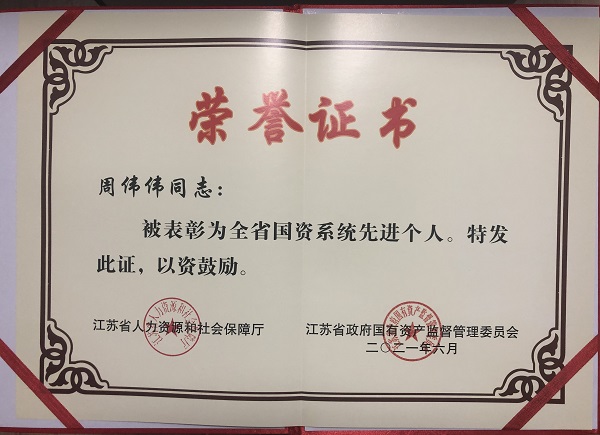 荣誉证书
周伟伟同志：
被表彰为全省国资系统先进个人。特发
此证，以资鼓励。
江苏省人力资源和社会保障厅
江苏省政府国有资产监督管理委员会
二〇二一年六月